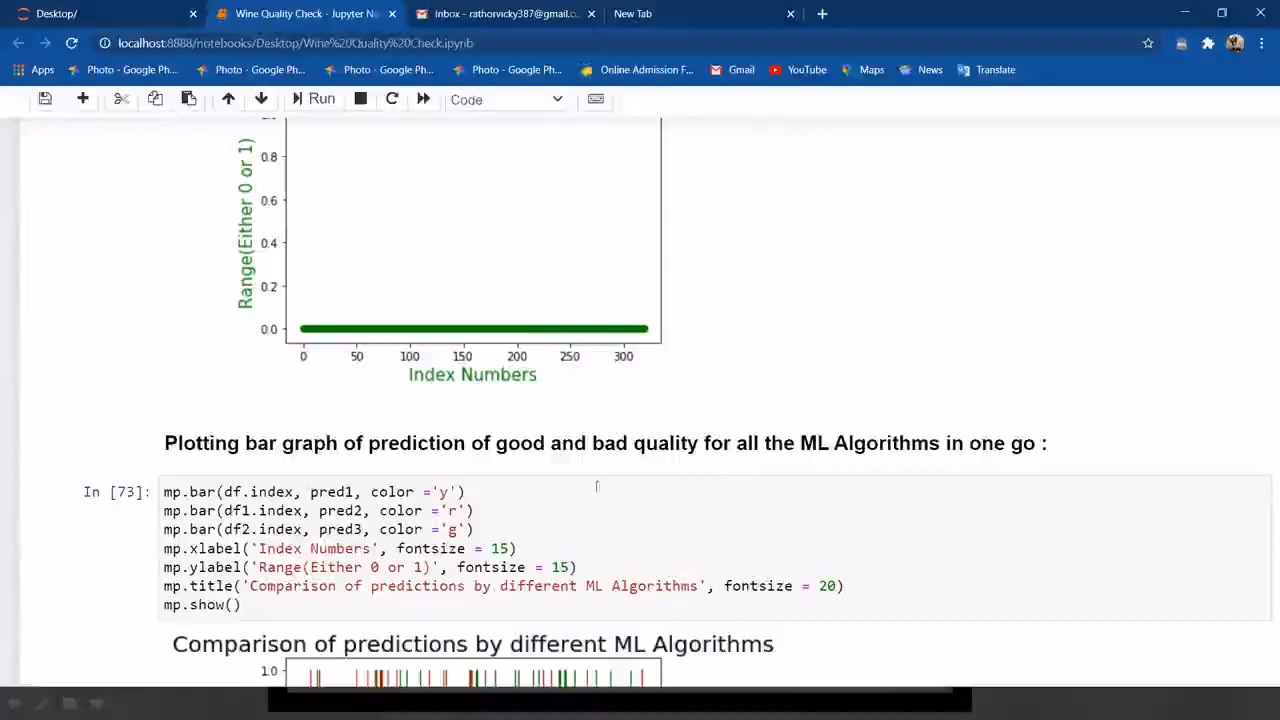 Desktop/
Wine Quality Check - Jupyter N
Inbox - rathorvicky387@gmail.c
New Tab
localhost:8888/notebooks/Desktop/Wine%20Quality%20Check.ipynb
Apps
Photo - Google Ph...
Photo - Google Ph...
Photo - Google Ph...
Photo - Google Ph...
Online Admission F...
Gmail
YouTube
Maps
News
Translate
Run
Code
Range(Either 0 or 1)
0.8
0.6
0.4
0.2
0.0
0 50 100 150 200 250 300
Index Numbers
Plotting bar graph of prediction of good and bad quality for all the ML Algorithms in one go :
In [73]:
mp.bar(df.index, pred1, color ='y')
mp.bar(df1.index, pred2, color ='r')
mp.bar(df2.index, pred3, color ='g')
mp.xlabel('Index Numbers', fontsize = 15)
mp.ylabel('Range(Either 0 or 1)', fontsize = 15)
mp.title('Comparison of predictions by different ML Algorithms', fontsize = 20)
mp.show()
Comparison of predictions by different ML Algorithms
1.0